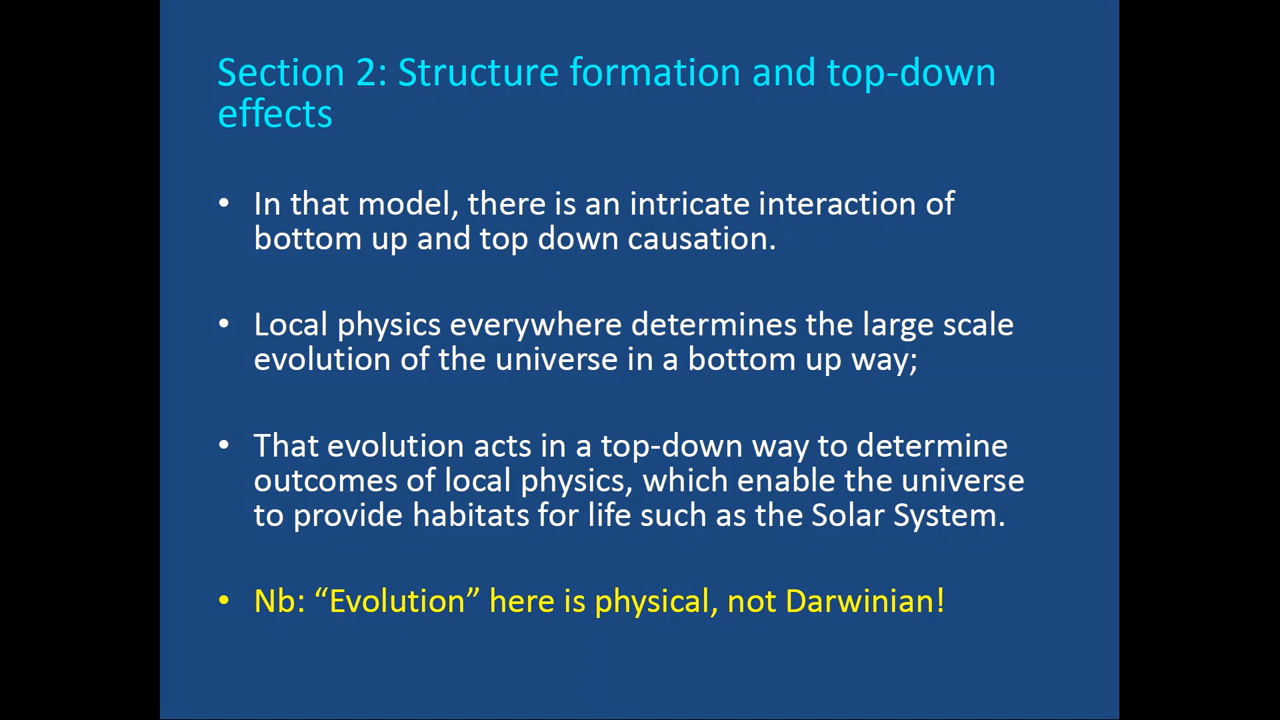 Section 2: Structure formation and top-down
effects
• In that model, there is an intricate interaction of
bottom up and top down causation.
• Local physics everywhere determines the large scale
evolution of the universe in a bottom up way;
• That evolution acts in a top-down way to determine
outcomes of local physics, which enable the universe
to provide habitats for life such as the Solar System.
• Nb: “Evolution” here is physical, not Darwinian!